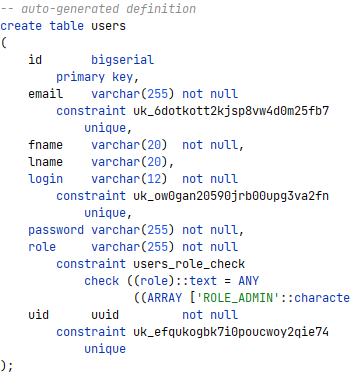 -- auto-generated definition
create table users
(
    id       bigserial
        primary key,
    email    varchar(255) not null
        constraint uk_6dotkott2kjsp8vw4d0m25fb7
            unique,
    fname    varchar(20)  not null,
    lname    varchar(20),
    login    varchar(12)  not null
        constraint uk_ow0gan20590jrb00upg3va2fn
            unique,
    password varchar(255) not null,
    role     varchar(255) not null
        constraint users_role_check
            check ((role)::text = ANY
                   ((ARRAY ['ROLE_ADMIN'::characte
    uid      uuid         not null
        constraint uk_efqukogbk7i0poucwoy2qie74
            unique
);